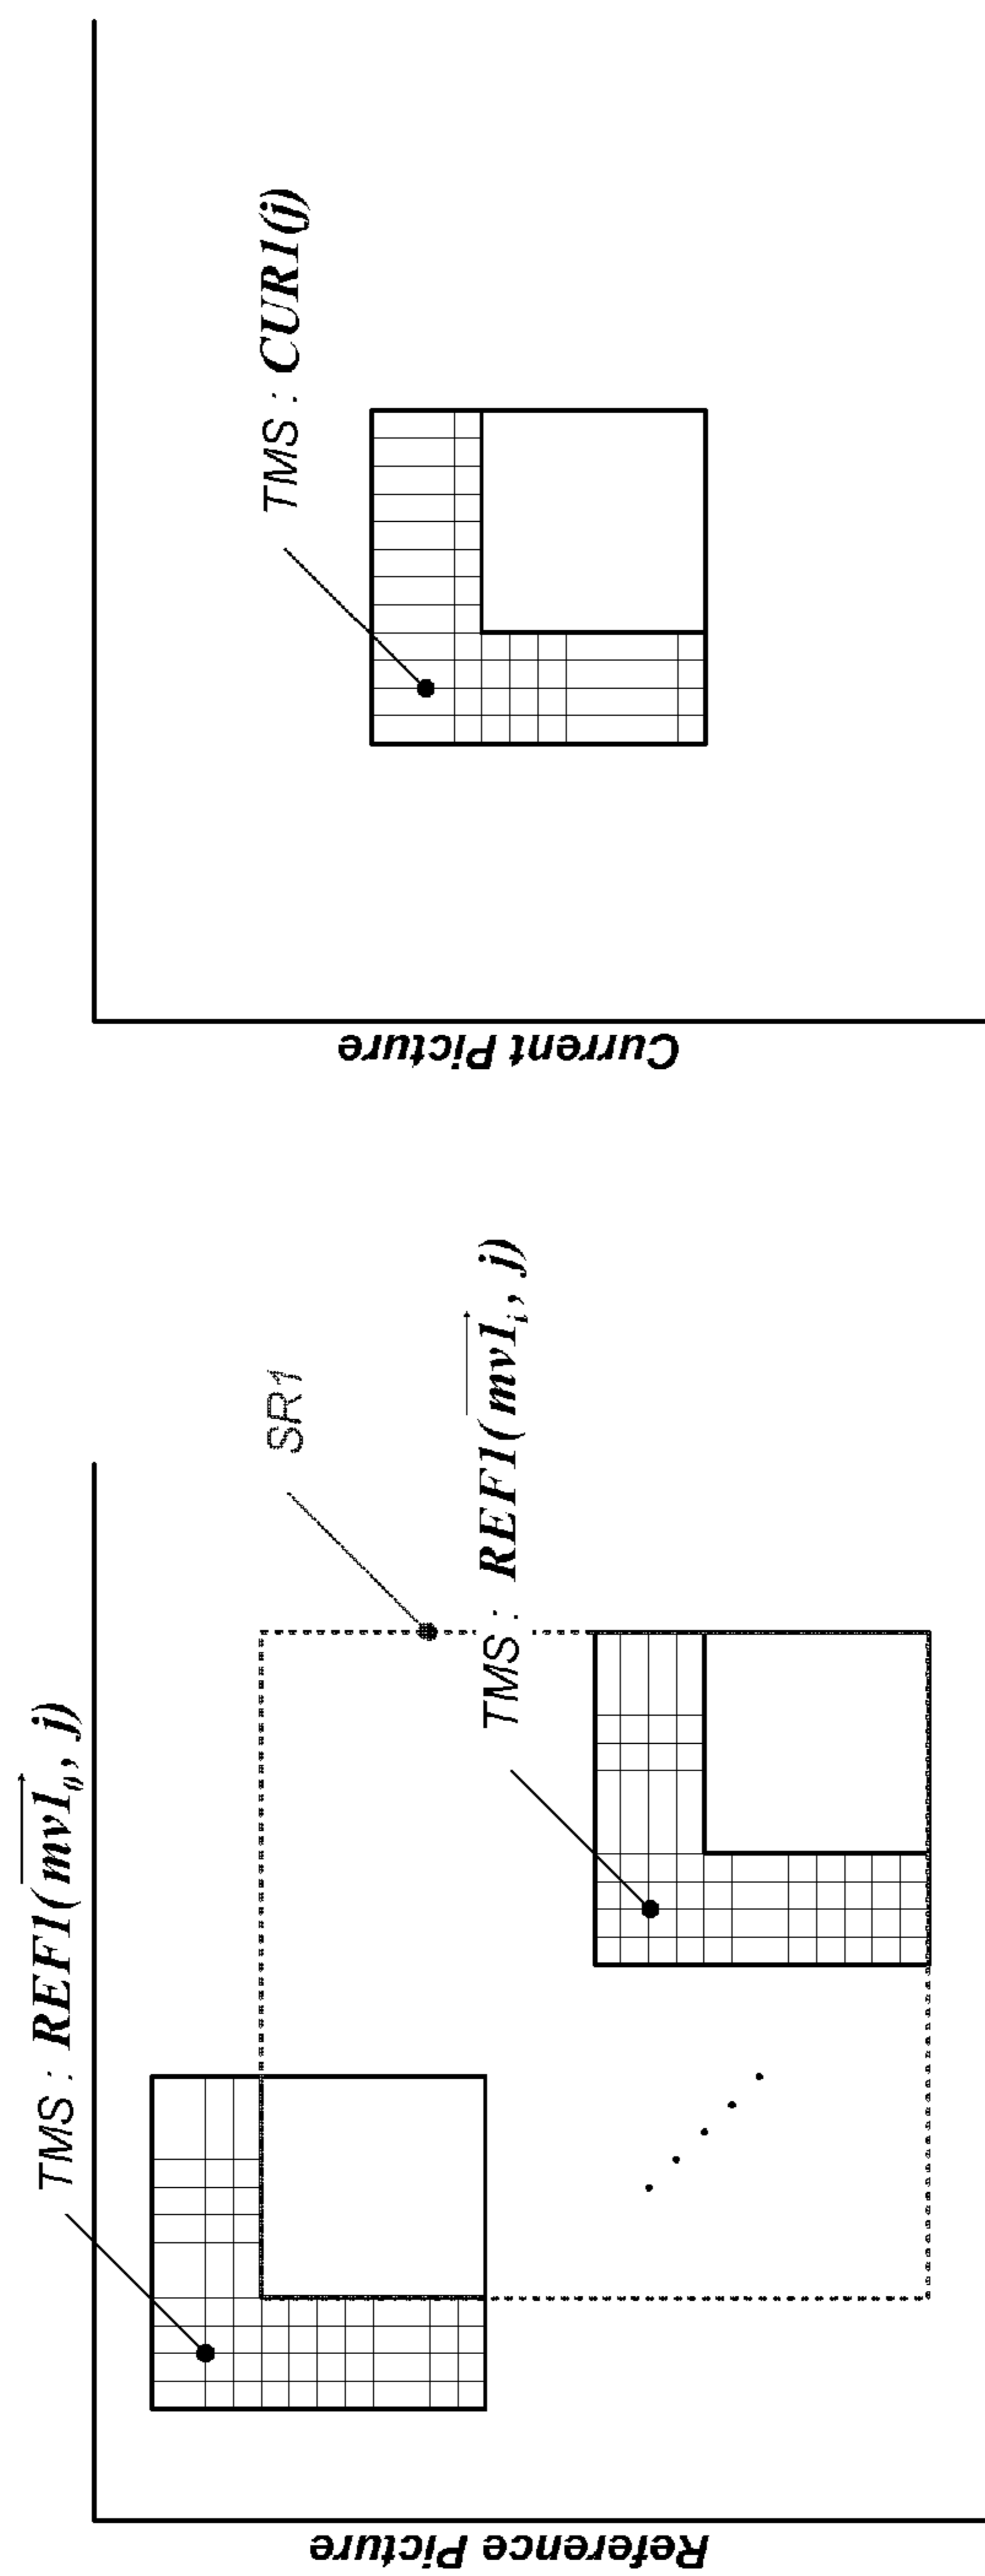 Reference Picture
TMS : REF1(mv1₀, j)
SR1
TMS : REF1(mv1ᵢ, j)
Current Picture
TMS : CUR1(j)